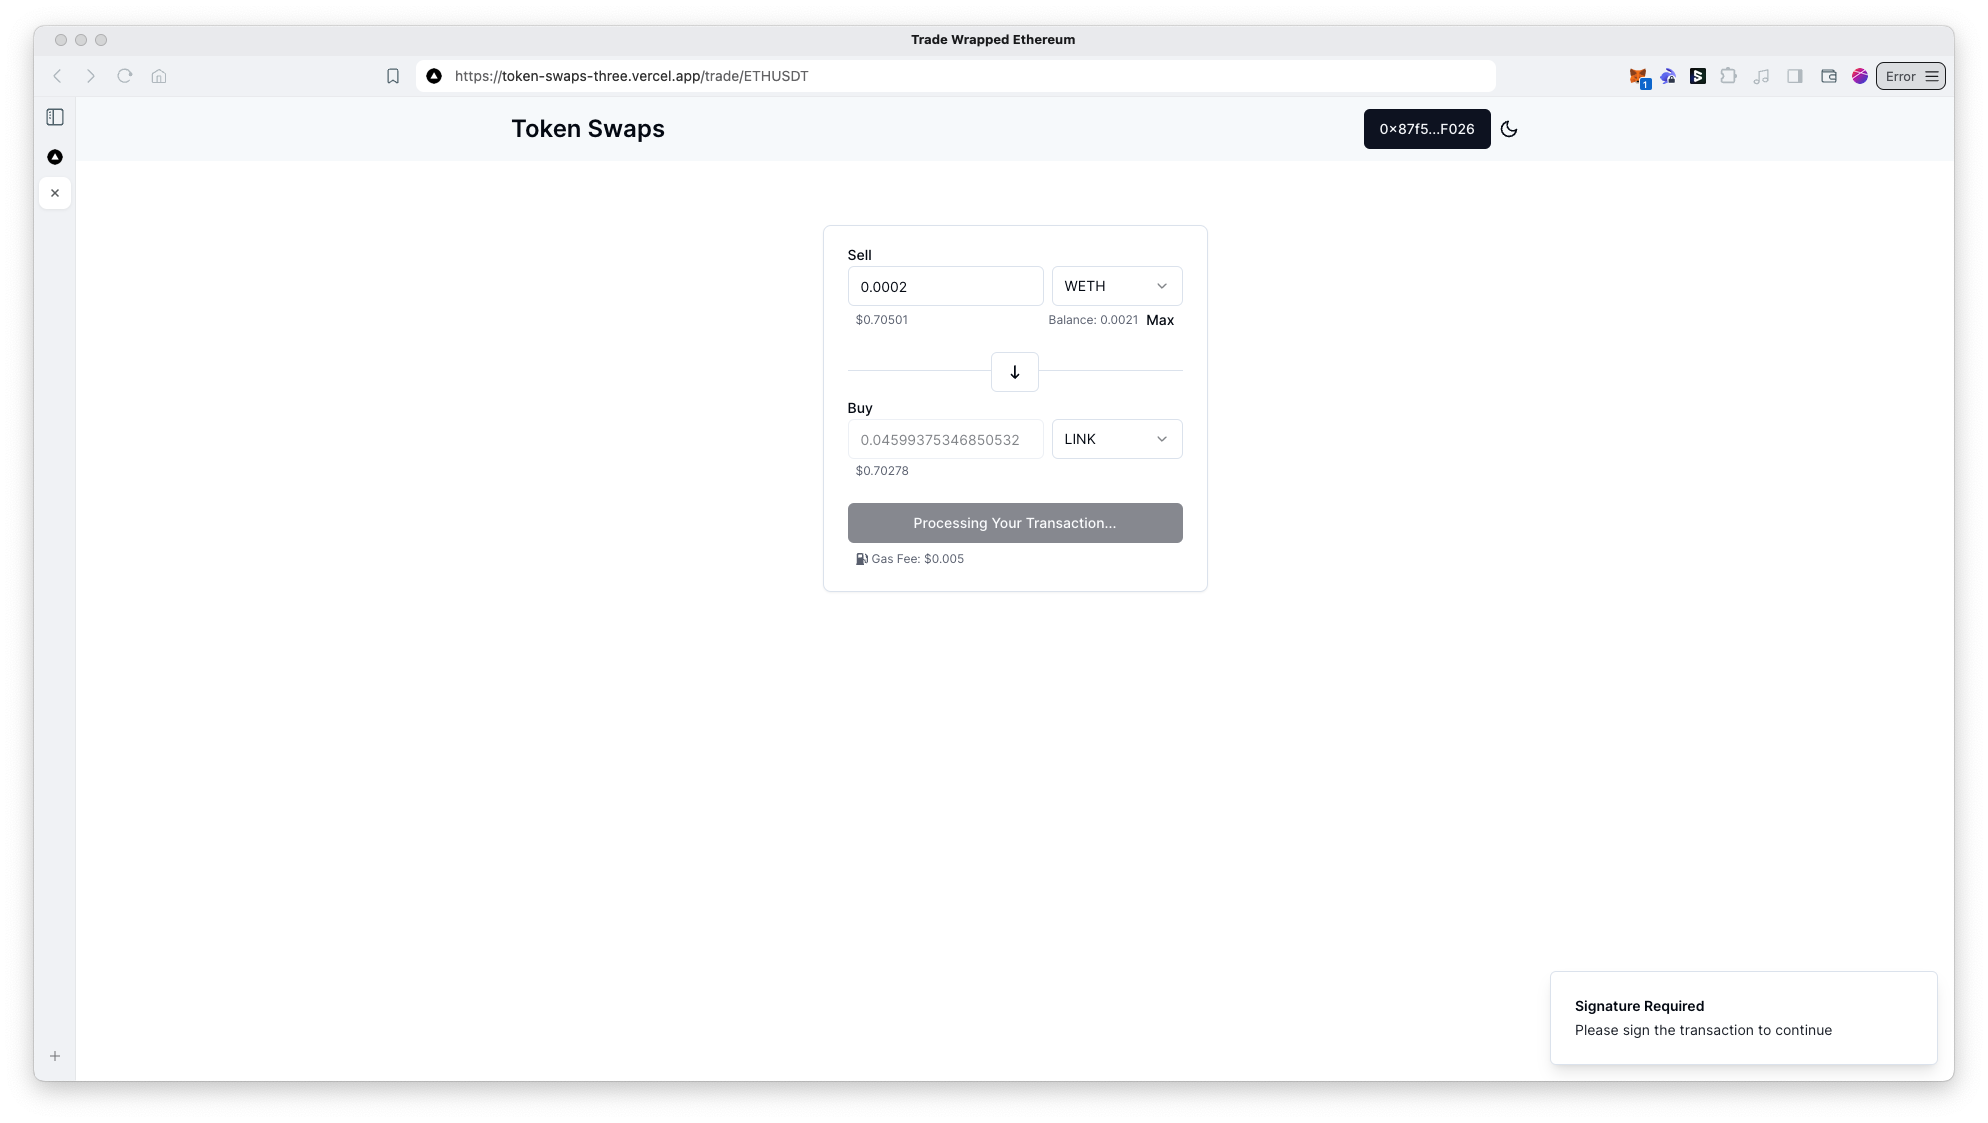 Trade Wrapped Ethereum
https://token-swaps-three.vercel.app/trade/ETHUSDT
1
Error
Token Swaps
0x87f5...F026
Sell
0.0002
WETH
$0.70501
Balance: 0.0021 Max
Buy
0.04599375346850532
LINK
$0.70278
Processing Your Transaction...
Gas Fee: $0.005
Signature Required
Please sign the transaction to continue